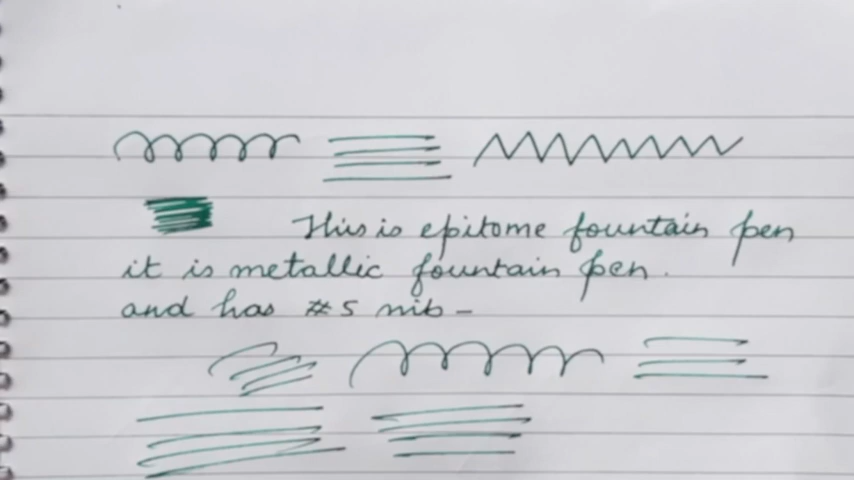 This is epitome fountain pen
it is metallic fountain pen.
and has #5 nib -